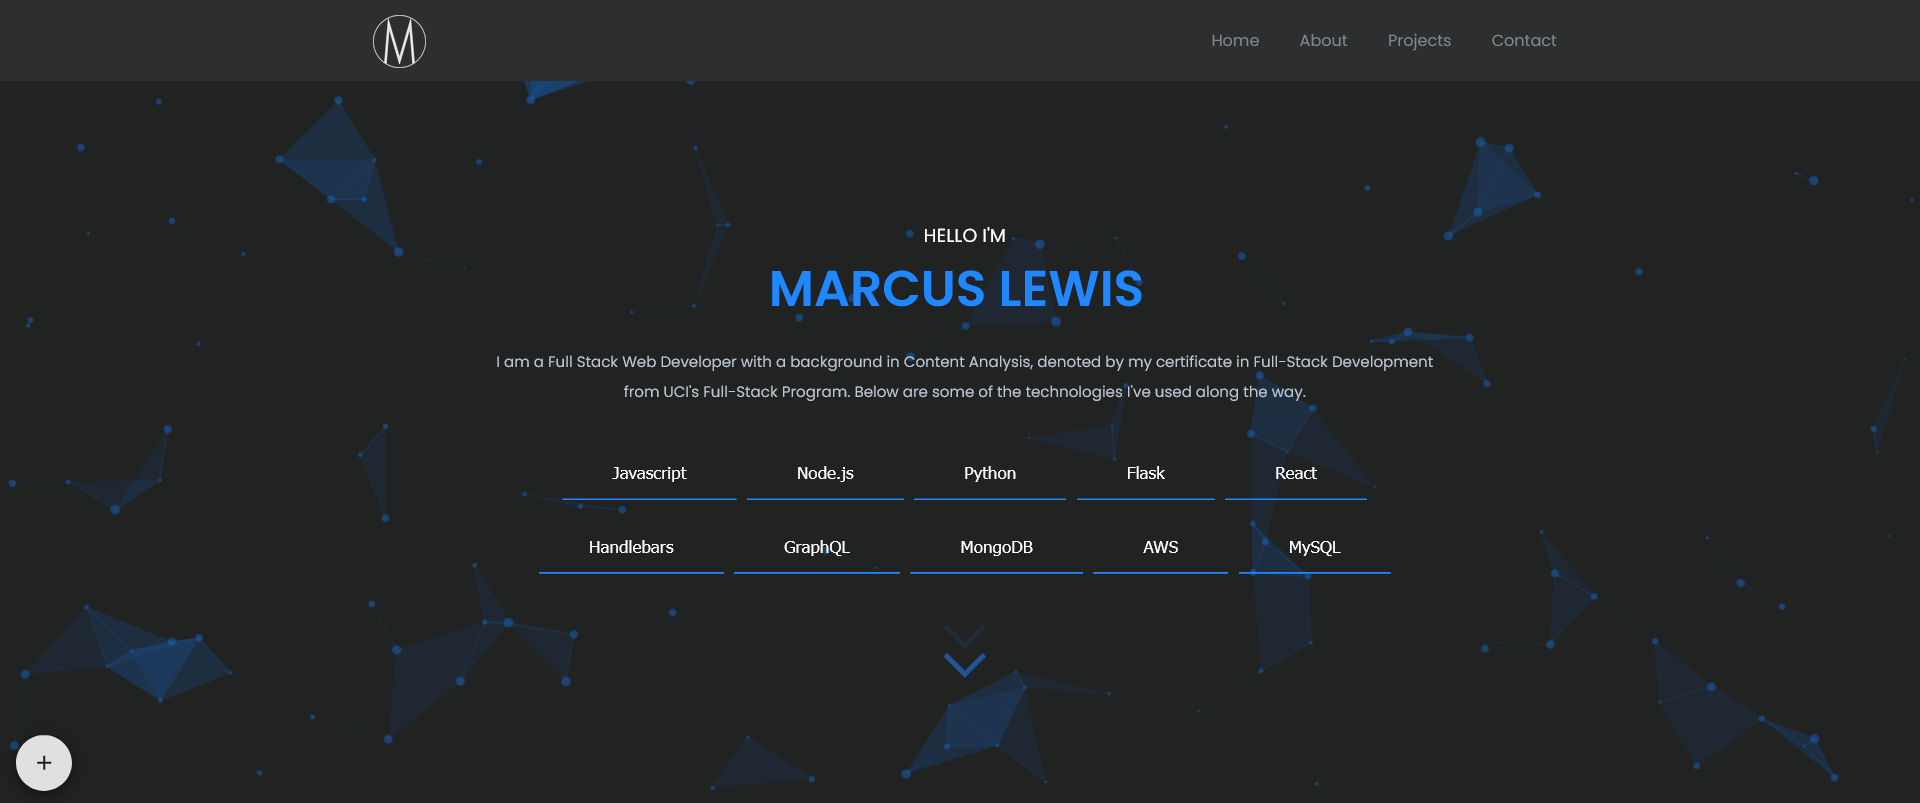 M
Home About Projects Contact
HELLO I'M
MARCUS LEWIS
I am a Full Stack Web Developer with a background in Content Analysis, denoted by my certificate in Full-Stack Development
from UCI's Full-Stack Program. Below are some of the technologies I've used along the way.
Javascript Node.js Python Flask React
Handlebars GraphQL MongoDB AWS MySQL
+